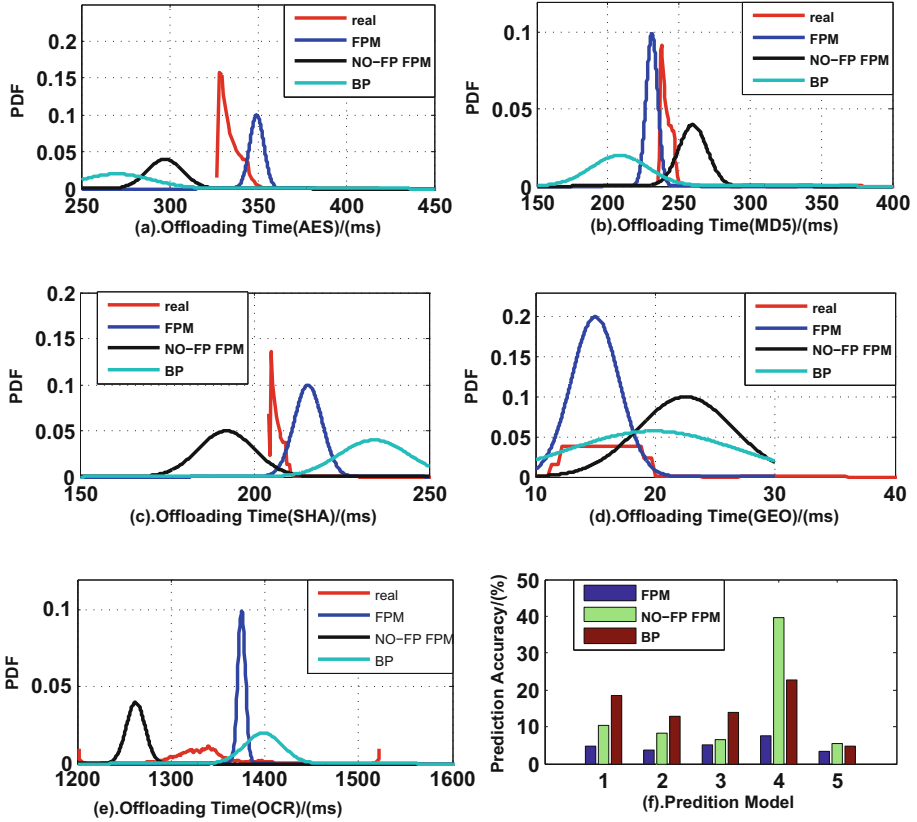 0.2
0.15
0.1
0.05
0
PDF
250
300
350
400
450
real
FPM
NO-FP FPM
BP
(a).Offloading Time(AES)/(ms)
0.1
0.05
0
PDF
150
200
250
300
350
400
real
FPM
NO-FP FPM
BP
(b).Offloading Time(MD5)/(ms)
0.2
0.15
0.1
0.05
0
PDF
150
200
250
real
FPM
NO-FP FPM
BP
(c).Offloading Time(SHA)/(ms)
0.2
0.15
0.1
0.05
0
PDF
10
20
30
40
real
FPM
NO-FP FPM
BP
(d).Offloading Time(GEO)/(ms)
0.1
0.05
0
PDF
1200
1300
1400
1500
1600
real
FPM
NO-FP FPM
BP
(e).Offloading Time(OCR)/(ms)
50
40
30
20
10
0
Prediction Accuracy/(%)
1
2
3
4
5
FPM
NO-FP FPM
BP
(f).Predition Model